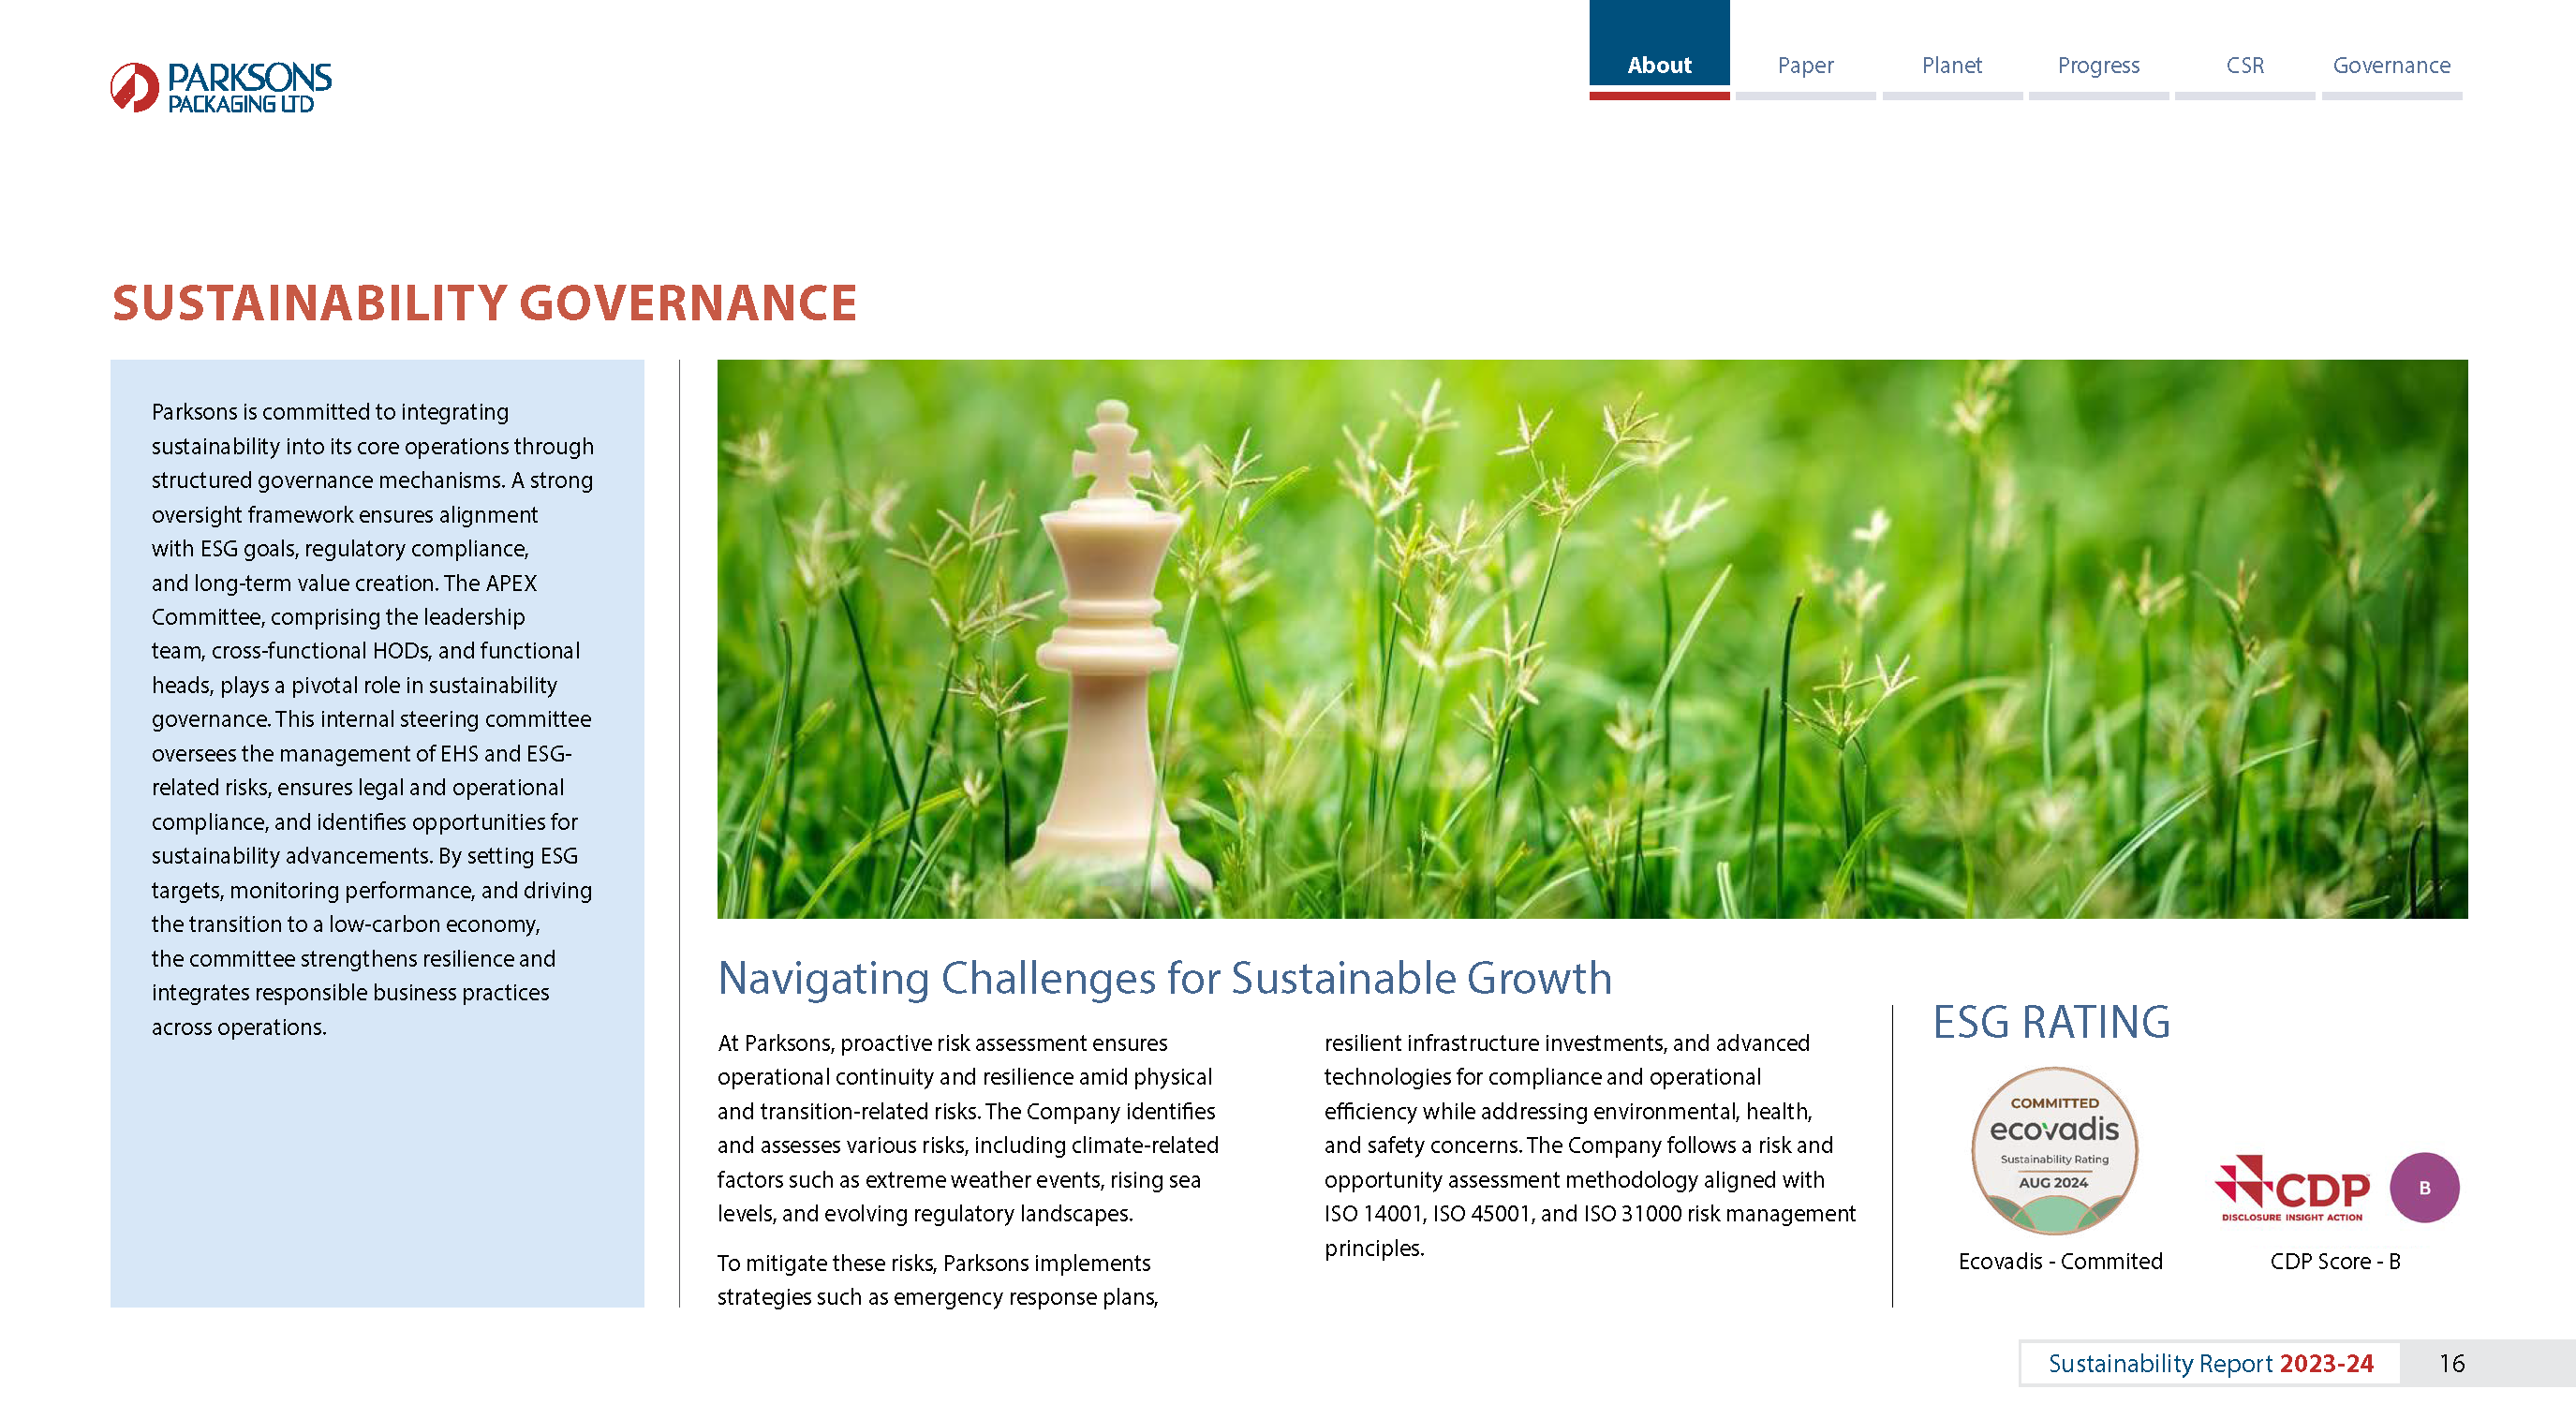 PARKSONS
PACKAGING LTD
About
Paper
Planet
Progress
CSR
Governance
SUSTAINABILITY GOVERNANCE
Parksons is committed to integrating
sustainability into its core operations through
structured governance mechanisms. A strong
oversight framework ensures alignment
with ESG goals, regulatory compliance,
and long-term value creation. The APEX
Committee, comprising the leadership
team, cross-functional HODs, and functional
heads, plays a pivotal role in sustainability
governance. This internal steering committee
oversees the management of EHS and ESG-
related risks, ensures legal and operational
compliance, and identifies opportunities for
sustainability advancements. By setting ESG
targets, monitoring performance, and driving
the transition to a low-carbon economy,
the committee strengthens resilience and
integrates responsible business practices
across operations.
Navigating Challenges for Sustainable Growth
At Parksons, proactive risk assessment ensures
operational continuity and resilience amid physical
and transition-related risks. The Company identifies
and assesses various risks, including climate-related
factors such as extreme weather events, rising sea
levels, and evolving regulatory landscapes.
To mitigate these risks, Parksons implements
strategies such as emergency response plans,
resilient infrastructure investments, and advanced
technologies for compliance and operational
efficiency while addressing environmental, health,
and safety concerns. The Company follows a risk and
opportunity assessment methodology aligned with
ISO 14001, ISO 45001, and ISO 31000 risk management
principles.
ESG RATING
COMMITTED
ecovadis
Sustainability Rating
AUG 2024
Ecovadis - Commited
CDP
DISCLOSURE INSIGHT ACTION
B
CDP Score - B
Sustainability Report 2023-24
16